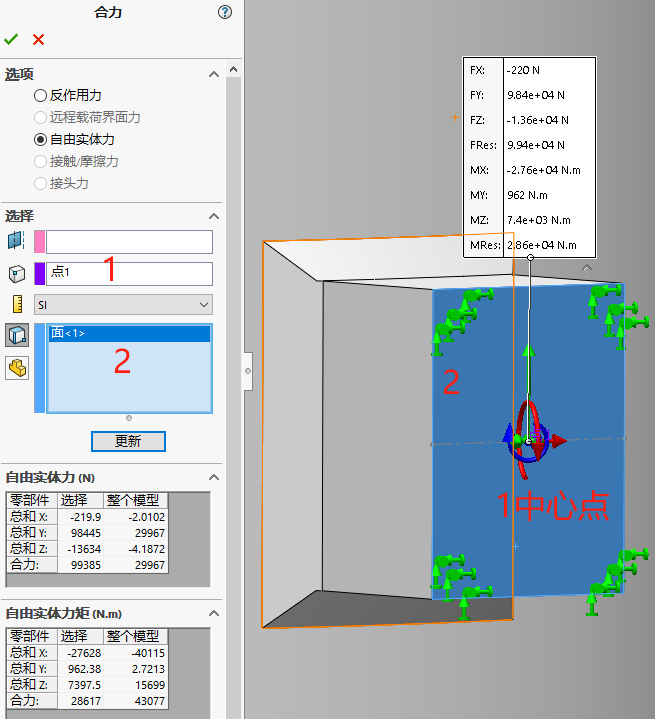 合力
选项
反作用力
远程载荷界面力
自由实体力
接触/摩擦力
接头力
选择
点1
1
SI
面<1>
2
更新
自由实体力 (N)
零部件 选择 整个模型
总和 X: -219.9 -2.0102
总和 Y: 98445 29967
总和 Z: -13634 -4.1872
合力: 99385 29967
自由实体力矩 (N.m)
零部件 选择 整个模型
总和 X: -27628 -40115
总和 Y: 962.38 2.7213
总和 Z: 7397.5 15699
合力: 28617 43077
FX: -220 N
FY: 9.84e+04 N
FZ: -1.36e+04 N
FRes: 9.94e+04 N
MX: -2.76e+04 N.m
MY: 962 N.m
MZ: 7.4e+03 N.m
MRes: 2.86e+04 N.m
2
1中心点